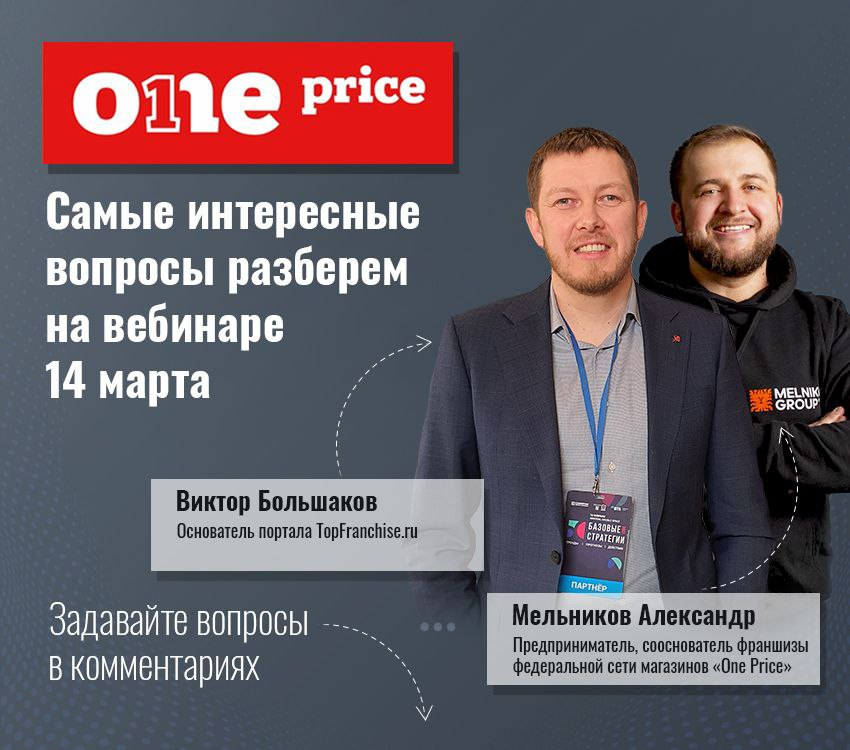 one price
Самые интересные
вопросы разберем
на вебинаре
14 марта
MELNIK
GROUP
Виктор Большаков
Основатель портала TopFranchise.ru
БАЗОВЫЕ
СТРАТЕГИИ
ПАРТНЁР
Задавайте вопросы
в комментариях
Мельников Александр
Предприниматель, сооснователь франшизы
федеральной сети магазинов «One Price»